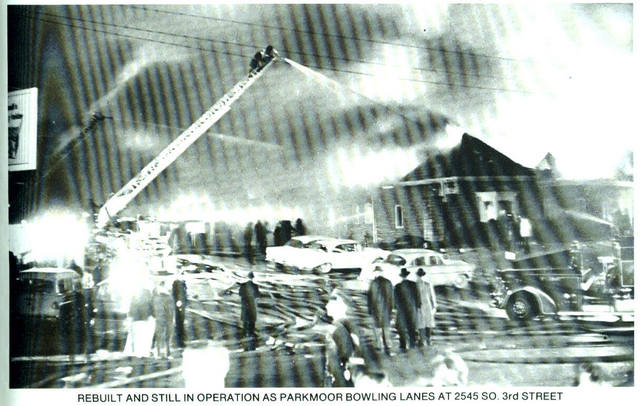 REBUILT AND STILL IN OPERATION AS PARKMOOR BOWLING LANES AT 2545 SO. 3rd STREET